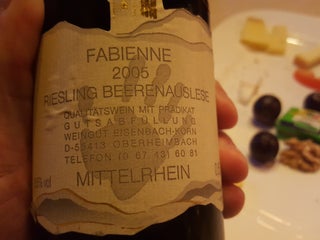 FABIENNE
2005
RIESLING BEERENAUSLESE
QUALITÄTSWEIN MIT PRÄDIKAT
GUTSABFÜLLUNG
WEINGUT EISENBACH-KORN
D-55413 OBERHEIMBACH
TELEFON (0 67 43) 60 81
MITTELRHEIN